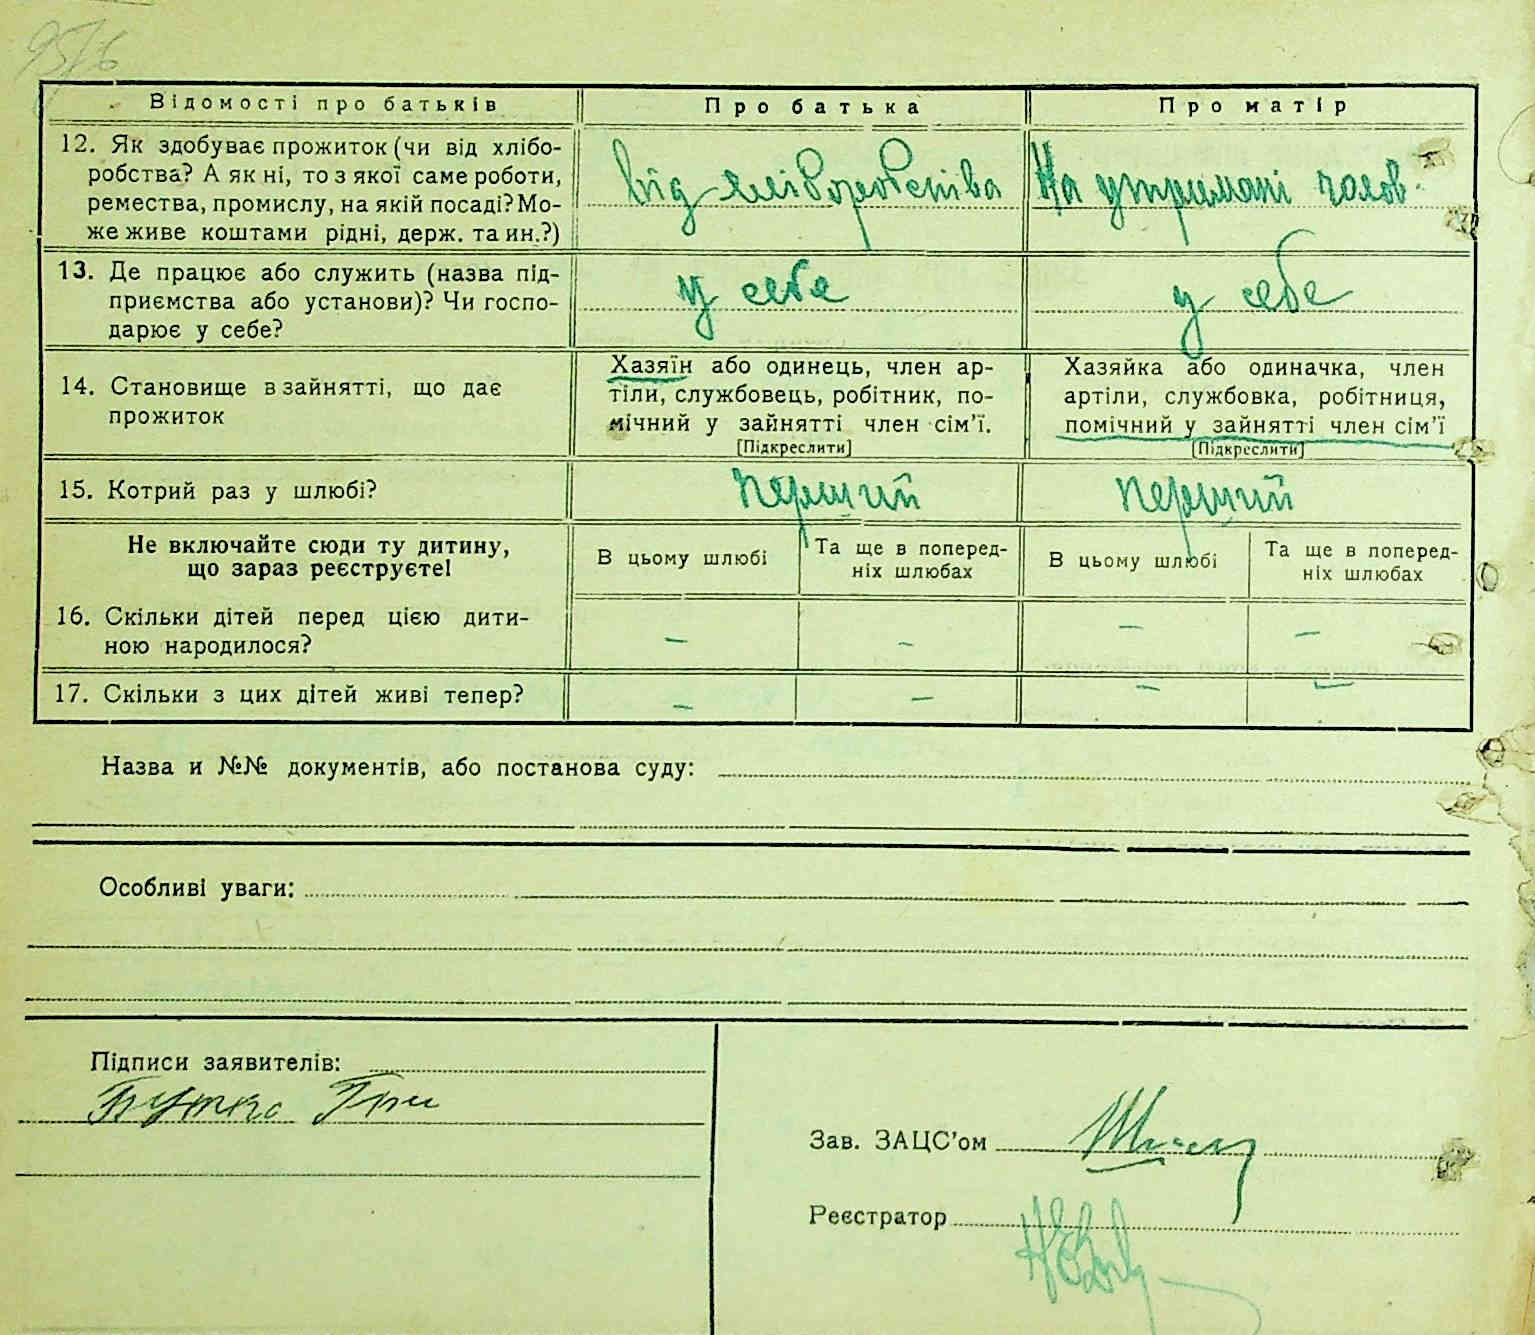 95/6
Відомості про батьків
Про батька
Про матір
12. Як здобуває прожиток (чи від хлібо-
робства? А як ні, то з якої саме роботи,
ремества, промислу, на якій посаді? Мо-
же живе коштами рідні, держ. та ин.?)
від хліборобства
На утримані чолов.
13. Де працює або служить (назва під-
приємства або установи)? Чи госпо-
дарює у себе?
у себе
у себе
14. Становище в зайнятті, що дає
прожиток
Хазяїн або одинець, член ар-
тіли, службовець, робітник, по-
мічний у зайнятті член сім’ї.
[Підкреслити]
Хазяйка або одиначка, член
артіли, службовка, робітниця,
помічний у зайнятті член сім’ї
[Підкреслити]
15. Котрий раз у шлюбі?
перший
перший
Не включайте сюди ту дитину,
що зараз реєструєте!
В цьому шлюбі
Та ще в поперед-
ніх шлюбах
В цьому шлюбі
Та ще в поперед-
ніх шлюбах
16. Скільки дітей перед цією дити-
ною народилося?
– – – –
17. Скільки з цих дітей живі тепер?
– – – –
Назва и №№ документів, або постанова суду:
Особливі уваги:
Підписи заявителів:
Бутко Гри
Зав. ЗАЦС’ом
Реєстратор